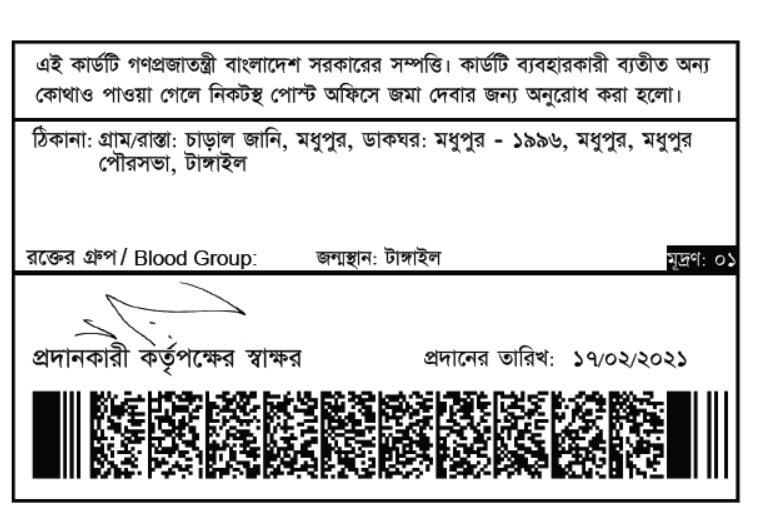 এই কার্ডটি গণপ্রজাতন্ত্রী বাংলাদেশ সরকারের সম্পত্তি। কার্ডটি ব্যবহারকারী ব্যতীত অন্য
কোথাও পাওয়া গেলে নিকটস্থ পোস্ট অফিসে জমা দেবার জন্য অনুরোধ করা হলো।
ঠিকানা: গ্রাম/রাস্তা: চাড়াল জানি, মধুপুর, ডাকঘর: মধুপুর - ১৯৯৬, মধুপুর, মধুপুর
পৌরসভা, টাঙ্গাইল
রক্তের গ্রুপ / Blood Group: জন্মস্থান: টাঙ্গাইল মূদ্রণ: ০১
প্রদানকারী কর্তৃপক্ষের স্বাক্ষর প্রদানের তারিখ: ১৭/০২/২০২১